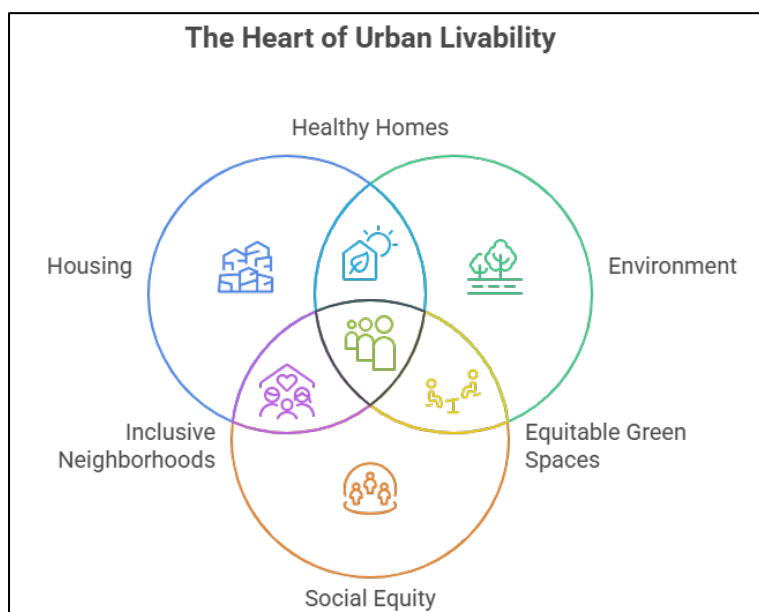 The Heart of Urban Livability
Healthy Homes
Housing
Environment
Inclusive
Neighborhoods
Equitable Green
Spaces
Social Equity